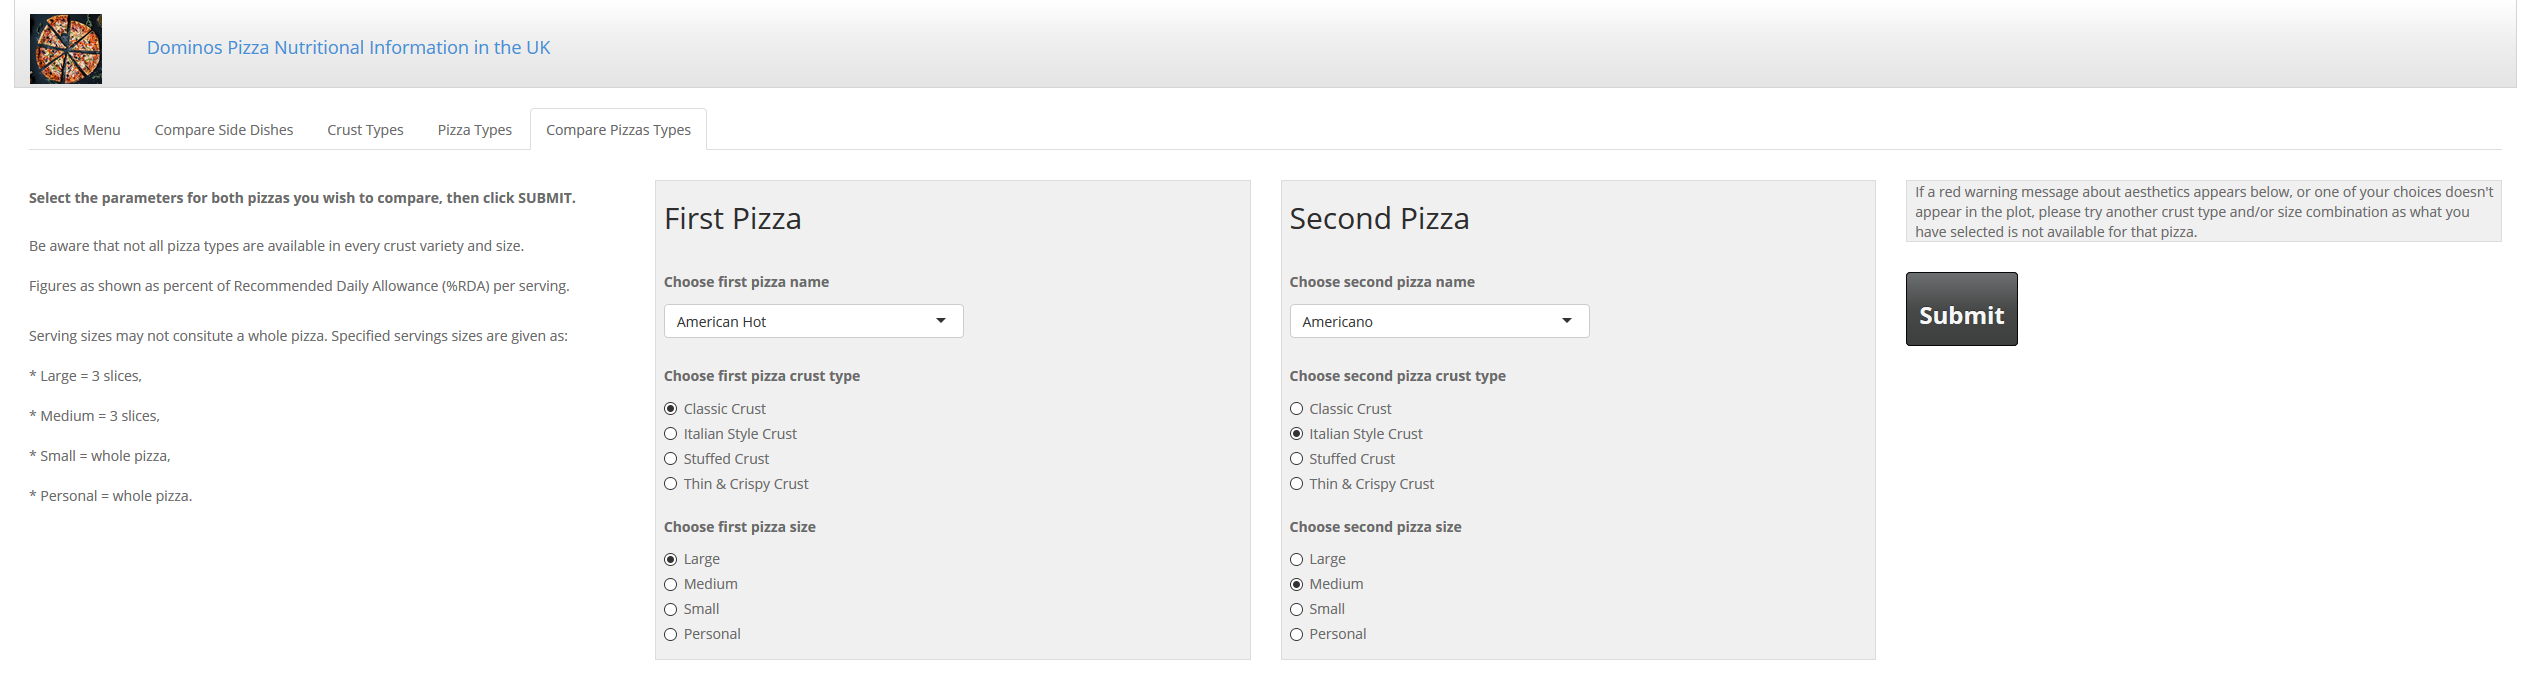 Dominos Pizza Nutritional Information in the UK
Sides Menu
Compare Side Dishes
Crust Types
Pizza Types
Compare Pizzas Types
Select the parameters for both pizzas you wish to compare, then click SUBMIT.
Be aware that not all pizza types are available in every crust variety and size.
Figures as shown as percent of Recommended Daily Allowance (%RDA) per serving.
Serving sizes may not consitute a whole pizza. Specified servings sizes are given as:
* Large = 3 slices,
* Medium = 3 slices,
* Small = whole pizza,
* Personal = whole pizza.
First Pizza
Choose first pizza name
American Hot
Choose first pizza crust type
Classic Crust
Italian Style Crust
Stuffed Crust
Thin & Crispy Crust
Choose first pizza size
Large
Medium
Small
Personal
Second Pizza
Choose second pizza name
Americano
Choose second pizza crust type
Classic Crust
Italian Style Crust
Stuffed Crust
Thin & Crispy Crust
Choose second pizza size
Large
Medium
Small
Personal
If a red warning message about aesthetics appears below, or one of your choices doesn't
appear in the plot, please try another crust type and/or size combination as what you
have selected is not available for that pizza.
Submit